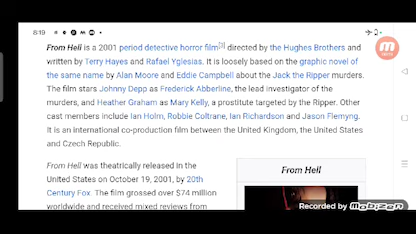 8:19
From Hell is a 2001 period detective horror film[3] directed by the Hughes Brothers and
written by Terry Hayes and Rafael Yglesias. It is loosely based on the graphic novel of
the same name by Alan Moore and Eddie Campbell about the Jack the Ripper murders.
The film stars Johnny Depp as Frederick Abberline, the lead investigator of the
murders, and Heather Graham as Mary Kelly, a prostitute targeted by the Ripper. Other
cast members include Ian Holm, Robbie Coltrane, Ian Richardson and Jason Flemyng.
It is an international co-production film between the United Kingdom, the United States
and Czech Republic.
From Hell was theatrically released in the
United States on October 19, 2001, by 20th
Century Fox. The film grossed over $74 million
worldwide and received mixed reviews from
From Hell
Recorded by Mobizen